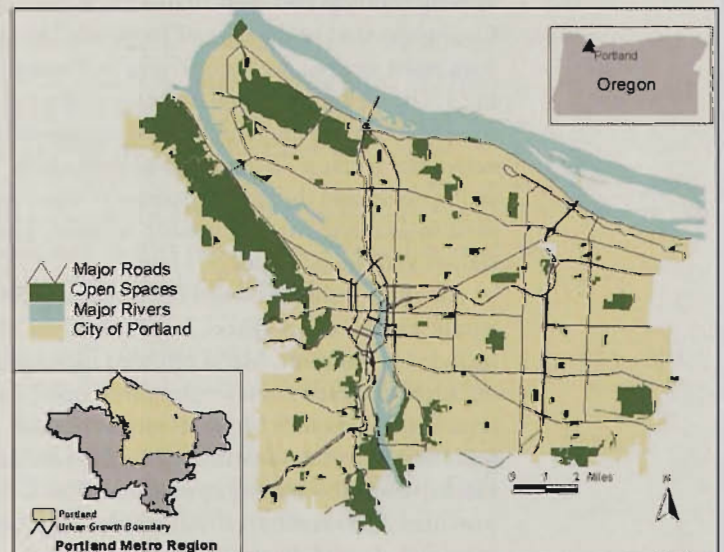 Portland
Oregon
Major Roads
Open Spaces
Major Rivers
City of Portland
0 1 2 Miles
N
Portland
Urban Growth Boundary
Portland Metro Region